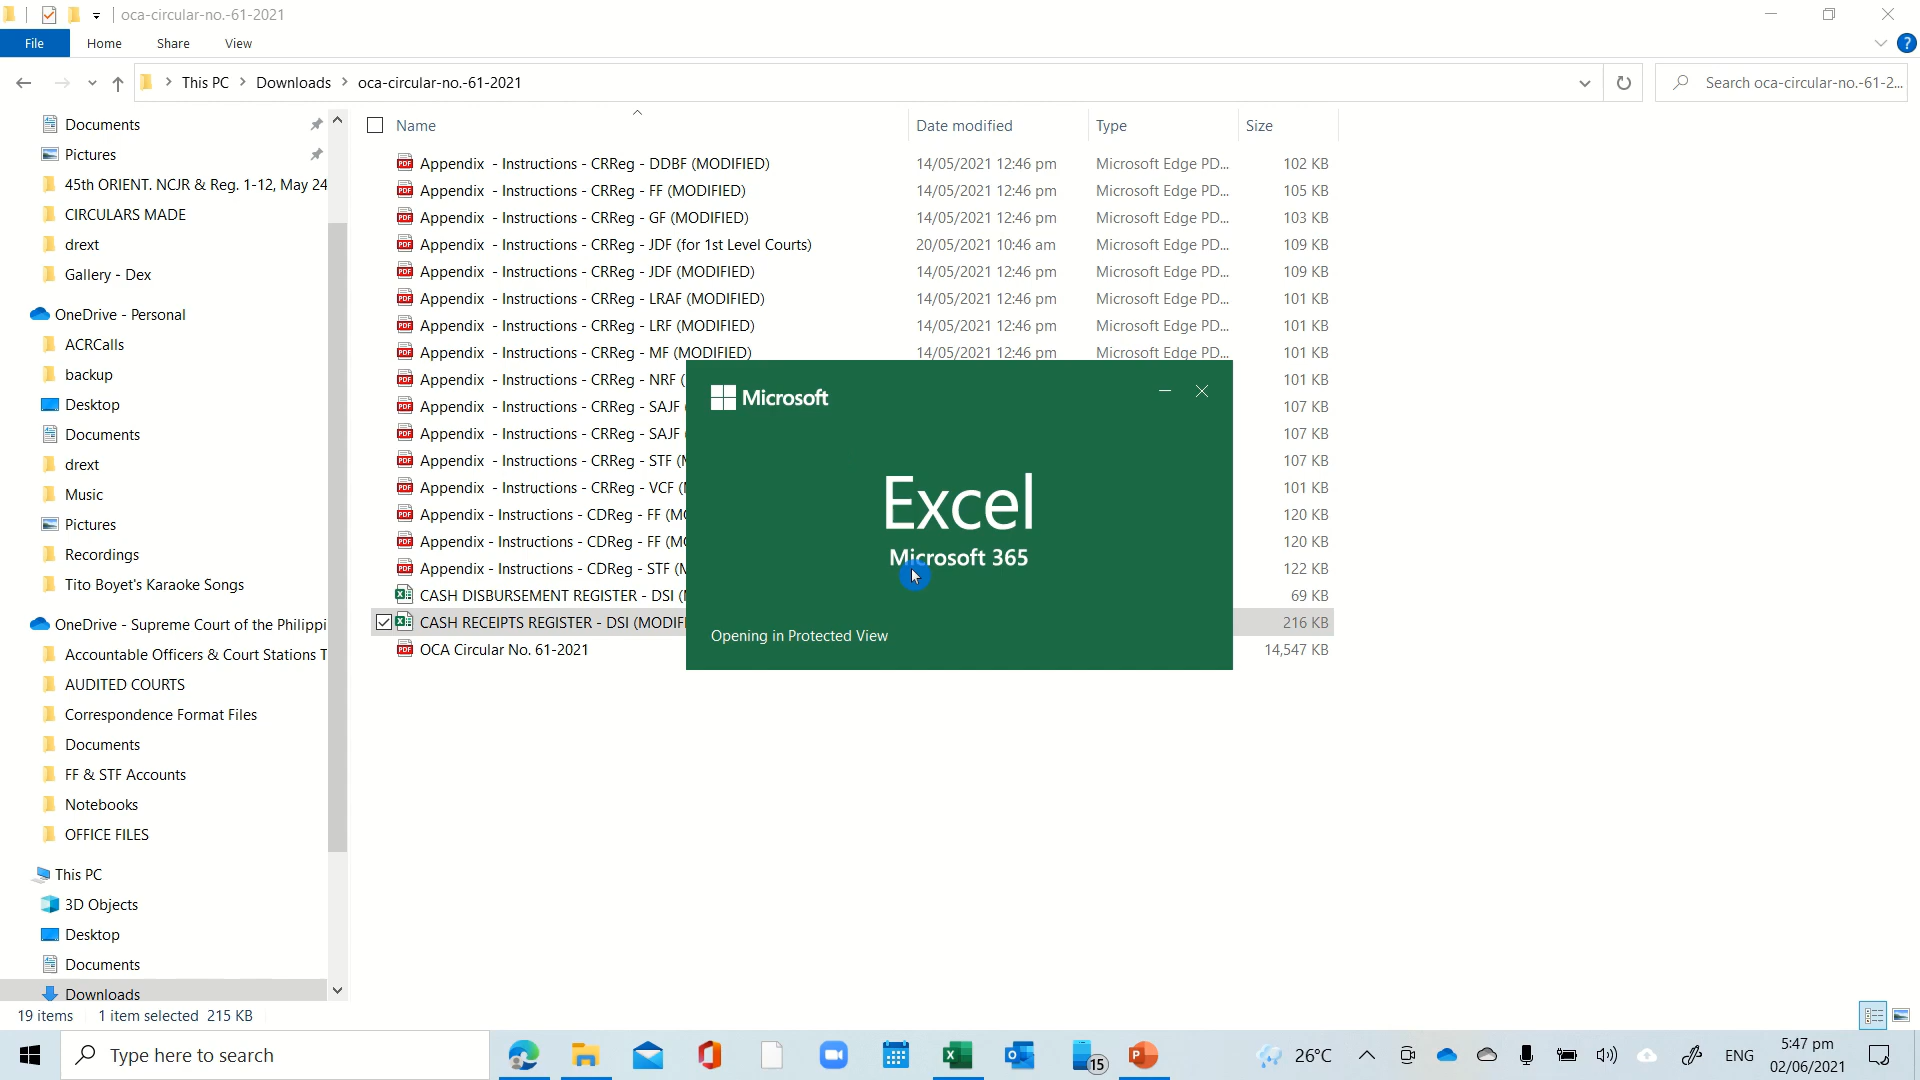 oca-circular-no.-61-2021
File Home Share View
This PC Downloads oca-circular-no.-61-2021
Search oca-circular-no.-61-2...
Documents
Pictures
45th ORIENT. NCJR & Reg. 1-12, May 24
CIRCULARS MADE
drext
Gallery - Dex
OneDrive - Personal
ACRCalls
backup
Desktop
Documents
drext
Music
Pictures
Recordings
Tito Boyet's Karaoke Songs
OneDrive - Supreme Court of the Philippi
Accountable Officers & Court Stations T
AUDITED COURTS
Correspondence Format Files
Documents
FF & STF Accounts
Notebooks
OFFICE FILES
This PC
3D Objects
Desktop
Documents
Downloads
Name Date modified Type Size
Appendix - Instructions - CRReg - DDBF (MODIFIED) 14/05/2021 12:46 pm Microsoft Edge PD... 102 KB
Appendix - Instructions - CRReg - FF (MODIFIED) 14/05/2021 12:46 pm Microsoft Edge PD... 105 KB
Appendix - Instructions - CRReg - GF (MODIFIED) 14/05/2021 12:46 pm Microsoft Edge PD... 103 KB
Appendix - Instructions - CRReg - JDF (for 1st Level Courts) 20/05/2021 10:46 am Microsoft Edge PD... 109 KB
Appendix - Instructions - CRReg - JDF (MODIFIED) 14/05/2021 12:46 pm Microsoft Edge PD... 109 KB
Appendix - Instructions - CRReg - LRAF (MODIFIED) 14/05/2021 12:46 pm Microsoft Edge PD... 101 KB
Appendix - Instructions - CRReg - LRF (MODIFIED) 14/05/2021 12:46 pm Microsoft Edge PD... 101 KB
Appendix - Instructions - CRReg - MF (MODIFIED) 14/05/2021 12:46 pm Microsoft Edge PD... 101 KB
Appendix - Instructions - CRReg - NRF ( 101 KB
Appendix - Instructions - CRReg - SAJF 107 KB
Appendix - Instructions - CRReg - SAJF 107 KB
Appendix - Instructions - CRReg - STF (M 107 KB
Appendix - Instructions - CRReg - VCF ( 101 KB
Appendix - Instructions - CDReg - FF (MO 120 KB
Appendix - Instructions - CDReg - FF (MO 120 KB
Appendix - Instructions - CDReg - STF (M 122 KB
CASH DISBURSEMENT REGISTER - DSI ( 69 KB
CASH RECEIPTS REGISTER - DSI (MODIF 216 KB
OCA Circular No. 61-2021 14,547 KB
Microsoft
Excel
Microsoft 365
Opening in Protected View
19 items 1 item selected 215 KB
Type here to search
15
26°C
ENG
5:47 pm
02/06/2021